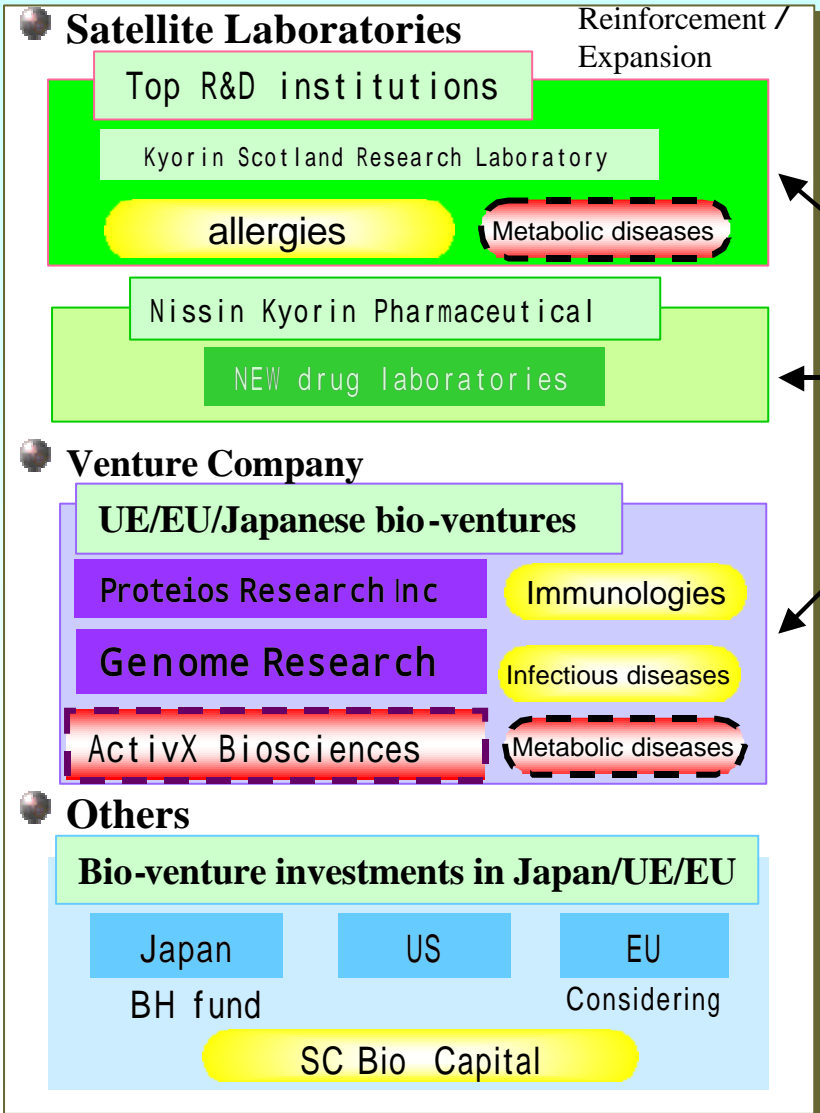 Satellite Laboratories
Reinforcement /
Expansion
Top R&D institutions
Kyorin Scotland Research Laboratory
allergies
Metabolic diseases
Nissin Kyorin Pharmaceutical
NEW drug laboratories
Venture Company
UE/EU/Japanese bio-ventures
Proteios Research Inc
Immunologies
Genome Research
Infectious diseases
ActivX Biosciences
Metabolic diseases
Others
Bio-venture investments in Japan/UE/EU
Japan
US
EU
BH fund
Considering
SC Bio Capital